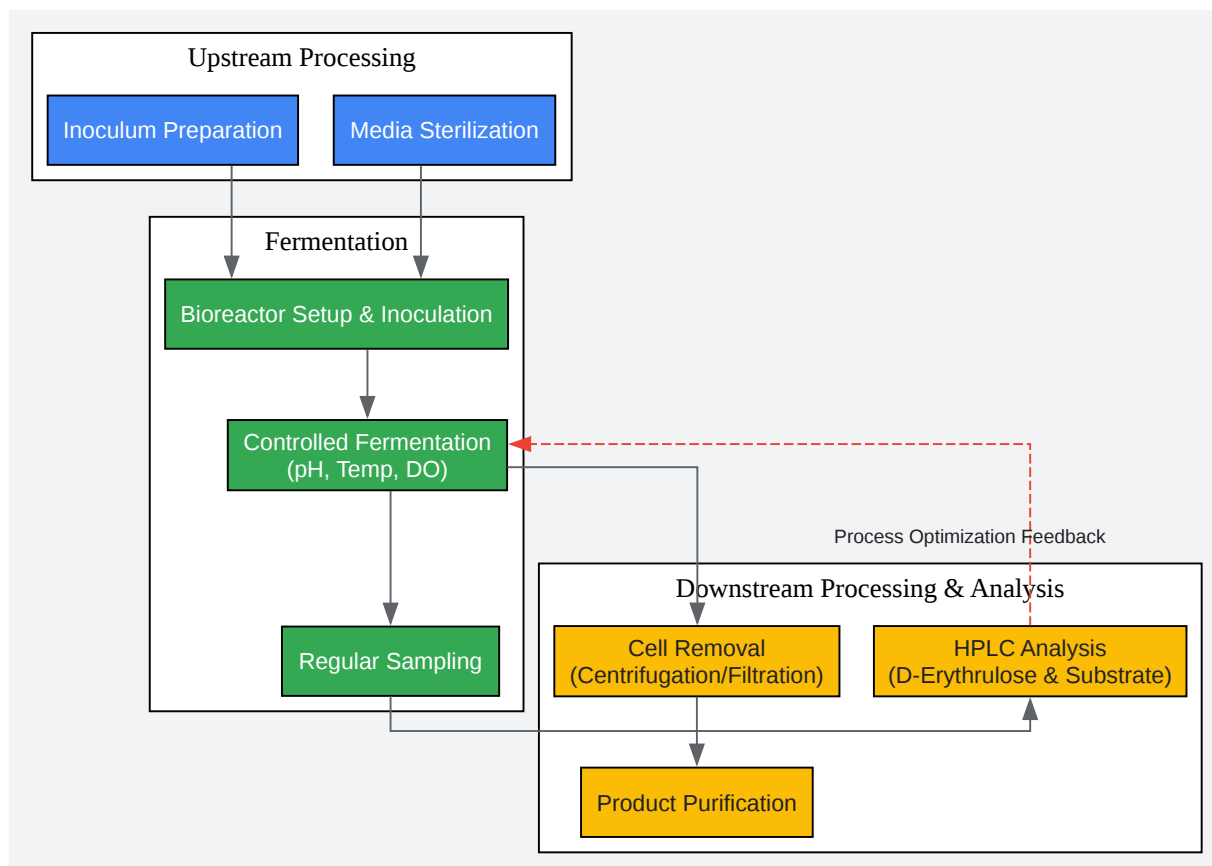 Upstream Processing
Inoculum Preparation
Media Sterilization
Fermentation
Bioreactor Setup & Inoculation
Controlled Fermentation
(pH, Temp, DO)
Regular Sampling
Process Optimization Feedback
Downstream Processing & Analysis
Cell Removal
(Centrifugation/Filtration)
HPLC Analysis
(D-Erythrulose & Substrate)
Product Purification